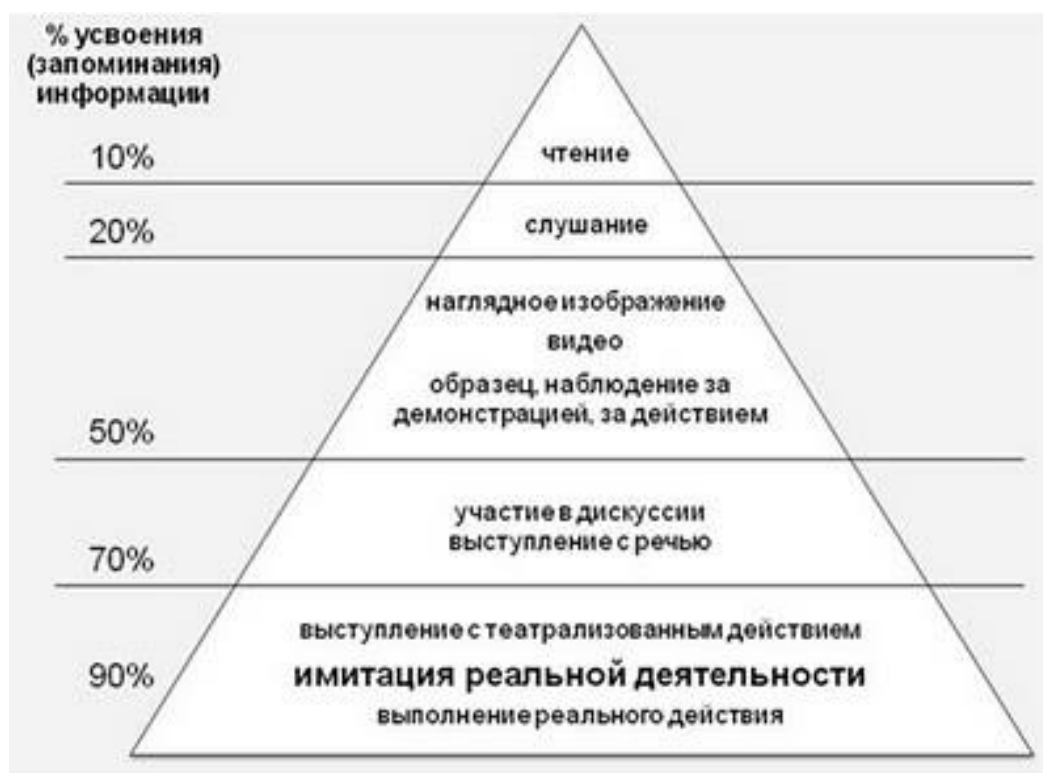 % усвоения
(запоминания)
информации
10%
чтение
20%
слушание
наглядное изображение
видео
образец, наблюдение за
демонстрацией, за действием
50%
участие в дискуссии
выступление с речью
70%
выступление с театрализованным действием
имитация реальной деятельности
90%
выполнение реального действия